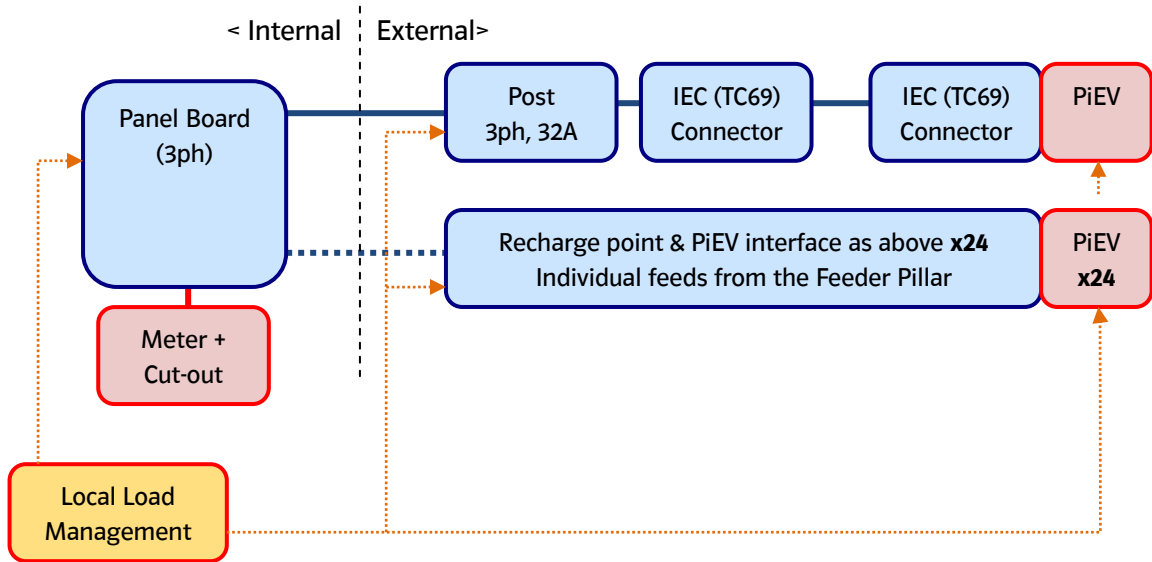 < Internal
External>
Panel Board
(3ph)
Post
3ph, 32A
IEC (TC69)
Connector
IEC (TC69)
Connector
PiEV
Recharge point & PiEV interface as above x24
Individual feeds from the Feeder Pillar
PiEV
x24
Meter +
Cut-out
Local Load
Management